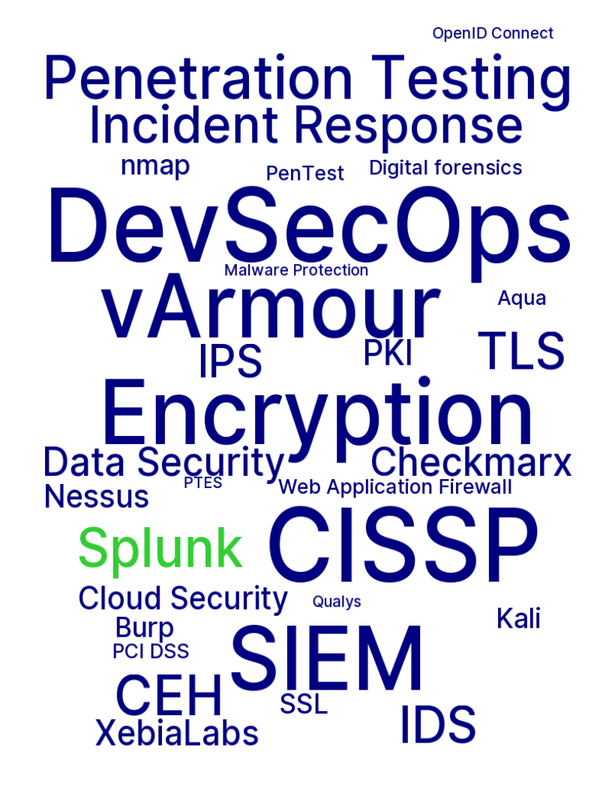 OpenID Connect
Penetration Testing
Incident Response
nmap
PenTest
Digital forensics
DevSecOps
Malware Protection
vArmour
Aqua
IPS
PKI
TLS
Encryption
Data Security
Checkmarx
PTES
Web Application Firewall
Nessus
Splunk
CISSP
Cloud Security
Qualys
Kali
Burp
PCI DSS
SIEM
CEH
SSL
IDS
XebiaLabs